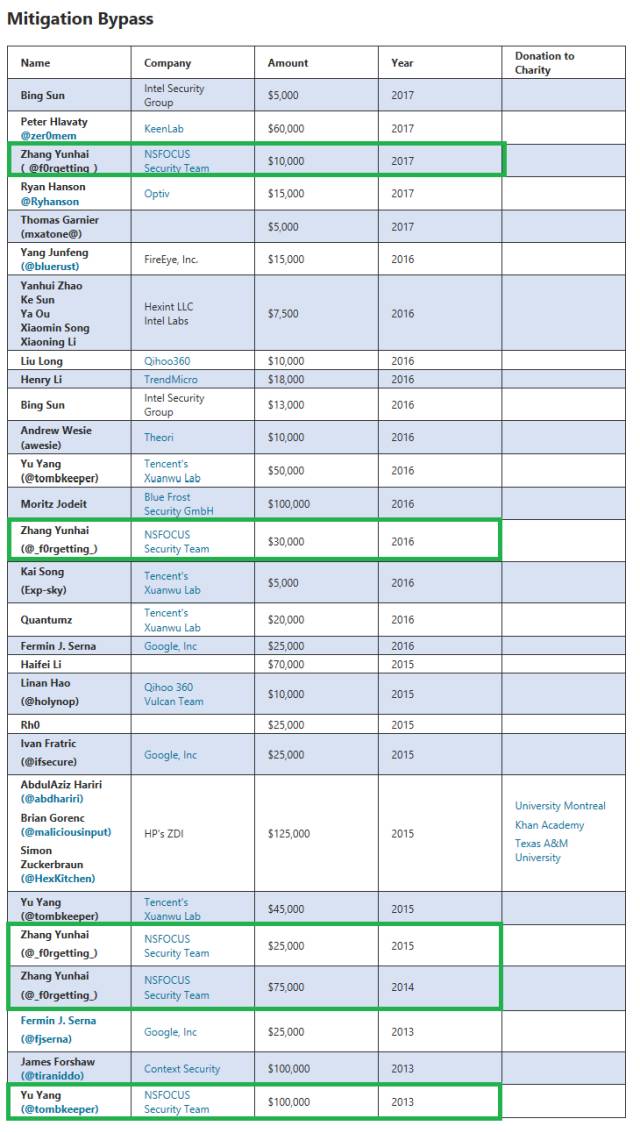 Mitigation Bypass
Name Company Amount Year Donation to
Charity
Bing Sun Intel Security
Group $5,000 2017
Peter Hlavaty
@zer0mem KeenLab $60,000 2017
Zhang Yunhai
(_@f0rgetting_) NSFOCUS
Security Team $10,000 2017
Ryan Hanson
@Ryhanson Optiv $15,000 2017
Thomas Garnier
(mxatone@) $5,000 2017
Yang Junfeng
(@bluerust) FireEye, Inc. $15,000 2016
Yanhui Zhao
Ke Sun
Ya Ou
Xiaomin Song
Xiaoning Li Hexint LLC
Intel Labs $7,500 2016
Liu Long Qihoo360 $10,000 2016
Henry Li TrendMicro $18,000 2016
Bing Sun Intel Security
Group $13,000 2016
Andrew Wesie
(awesie) Theori $10,000 2016
Yu Yang
(@tombkeeper) Tencent's
Xuanwu Lab $50,000 2016
Moritz Jodeit Blue Frost
Security GmbH $100,000 2016
Zhang Yunhai
(@_f0rgetting_) NSFOCUS
Security Team $30,000 2016
Kai Song
(Exp-sky) Tencent's
Xuanwu Lab $5,000 2016
Quantumz Tencent's
Xuanwu Lab $20,000 2016
Fermin J. Serna Google, Inc $25,000 2016
Haifei Li $70,000 2015
Linan Hao
(@holynop) Qihoo 360
Vulcan Team $10,000 2015
Rh0 $25,000 2015
Ivan Fratric
(@ifsecure) Google, Inc $25,000 2015
AbdulAziz Hariri
(@abdhariri)
Brian Gorenc
(@maliciousinput)
Simon
Zuckerbraun
(@HexKitchen) HP's ZDI $125,000 2015 University Montreal
Khan Academy
Texas A&M
University
Yu Yang
(@tombkeeper) Tencent's
Xuanwu Lab $45,000 2015
Zhang Yunhai
(@_f0rgetting_) NSFOCUS
Security Team $25,000 2015
Zhang Yunhai
(@_f0rgetting_) NSFOCUS
Security Team $75,000 2014
Fermin J. Serna
(@fjserna) Google, Inc $25,000 2013
James Forshaw
(@tiraniddo) Context Security $100,000 2013
Yu Yang
(@tombkeeper) NSFOCUS
Security Team $100,000 2013